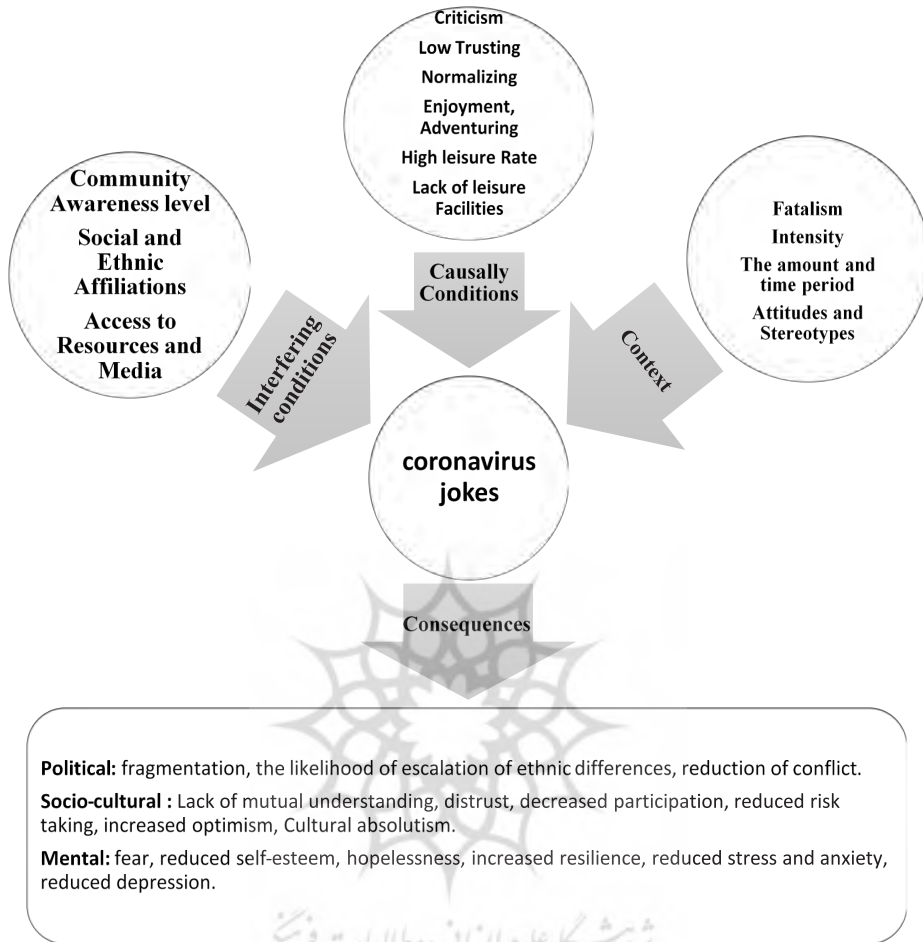 Criticism
Low Trusting
Normalizing
Enjoyment,
Adventuring
High leisure Rate
Lack of leisure
Facilities
Community
Awareness level
Social and
Ethnic
Affiliations
Access to
Resources and
Media
Fatalism
Intensity
The amount and
time period
Attitudes and
Stereotypes
Interfering
conditions
Causally
Conditions
Context
coronavirus
jokes
Consequences
Political: fragmentation, the likelihood of escalation of ethnic differences, reduction of conflict.
Socio-cultural : Lack of mutual understanding, distrust, decreased participation, reduced risk
taking, increased optimism, Cultural absolutism.
Mental: fear, reduced self-esteem, hopelessness, increased resilience, reduced stress and anxiety,
reduced depression.